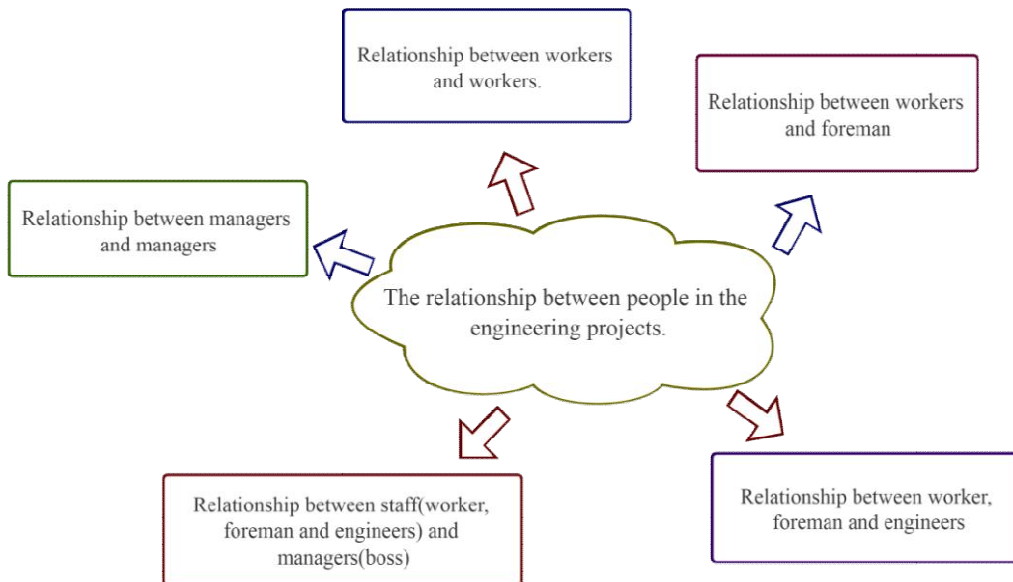 Relationship between workers
and workers.
Relationship between workers
and foreman
Relationship between managers
and managers
The relationship between people in the
engineering projects.
Relationship between staff(worker,
foreman and engineers) and
managers(boss)
Relationship between worker,
foreman and engineers